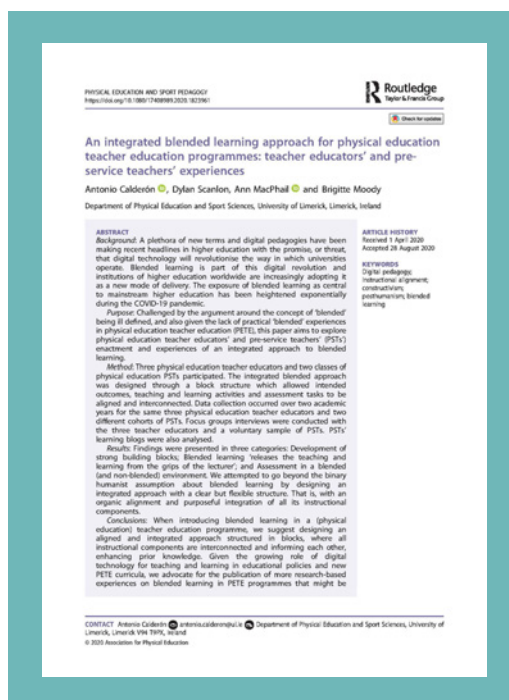 PHYSICAL EDUCATION AND SPORT PEDAGOGY
https://doi.org/10.1080/17408989.2020.1823961
Routledge
Taylor & Francis Group
Check for updates
An integrated blended learning approach for physical education
teacher education programmes: teacher educators' and pre-
service teachers' experiences
Antonio Calderón, Dylan Scanlon, Ann MacPhail and Brigitte Moody
Department of Physical Education and Sport Sciences, University of Limerick, Limerick, Ireland
ABSTRACT
Background: A plethora of new terms and digital pedagogies have been
making recent headlines in higher education with the promise, or threat,
that digital technology will revolutionise the way in which universities
operate. Blended learning is part of this digital revolution and
institutions of higher education worldwide are increasingly adopting it
as a new mode of delivery. The exposure of blended learning as central
to mainstream higher education has been heightened exponentially
during the COVID-19 pandemic.
Purpose: Challenged by the argument around the concept of 'blended'
being ill defined, and also given the lack of practical 'blended' experiences
in physical education teacher education (PETE), this paper aims to explore
physical education teacher educators' and pre-service teachers' (PSTs')
enactment and experiences of an integrated approach to blended
learning.
Method: Three physical education teacher educators and two classes of
physical education PSTs participated. The integrated blended approach
was designed through a block structure which allowed intended
outcomes, teaching and learning activities and assessment tasks to be
aligned and interconnected. Data collection occurred over two academic
years for the same three physical education teacher educators and two
different cohorts of PSTs. Focus groups interviews were conducted with
the three teacher educators and a voluntary sample of PSTs. PSTs'
learning blogs were also analysed.
Results: Findings were presented in three categories: Development of
strong building blocks; Blended learning 'releases the teaching and
learning from the grips of the lecturer'; and Assessment in a blended
(and non-blended) environment. We attempted to go beyond the binary
humanist assumption about blended learning by designing an
integrated approach with a clear but flexible structure. That is, with an
organic alignment and purposeful integration of all its instructional
components.
Conclusions: When introducing blended learning in a (physical
education) teacher education programme, we suggest designing an
aligned and integrated approach structured in blocks, where all
instructional components are interconnected and informing each other,
enhancing prior knowledge. Given the growing role of digital
technology for teaching and learning in educational policies and new
PETE curricula, we advocate for the publication of more research-based
experiences on blended learning in PETE programmes that might be
ARTICLE HISTORY
Received 1 April 2020
Accepted 28 August 2020
KEYWORDS
Digital pedagogy;
instructional alignment;
constructivism;
posthumanism; blended
learning
CONTACT Antonio Calderón antonio.calderon@ul.ie Department of Physical Education and Sport Sciences, University of
Limerick, Limerick V94 T9PX, Ireland
© 2020 Association for Physical Education